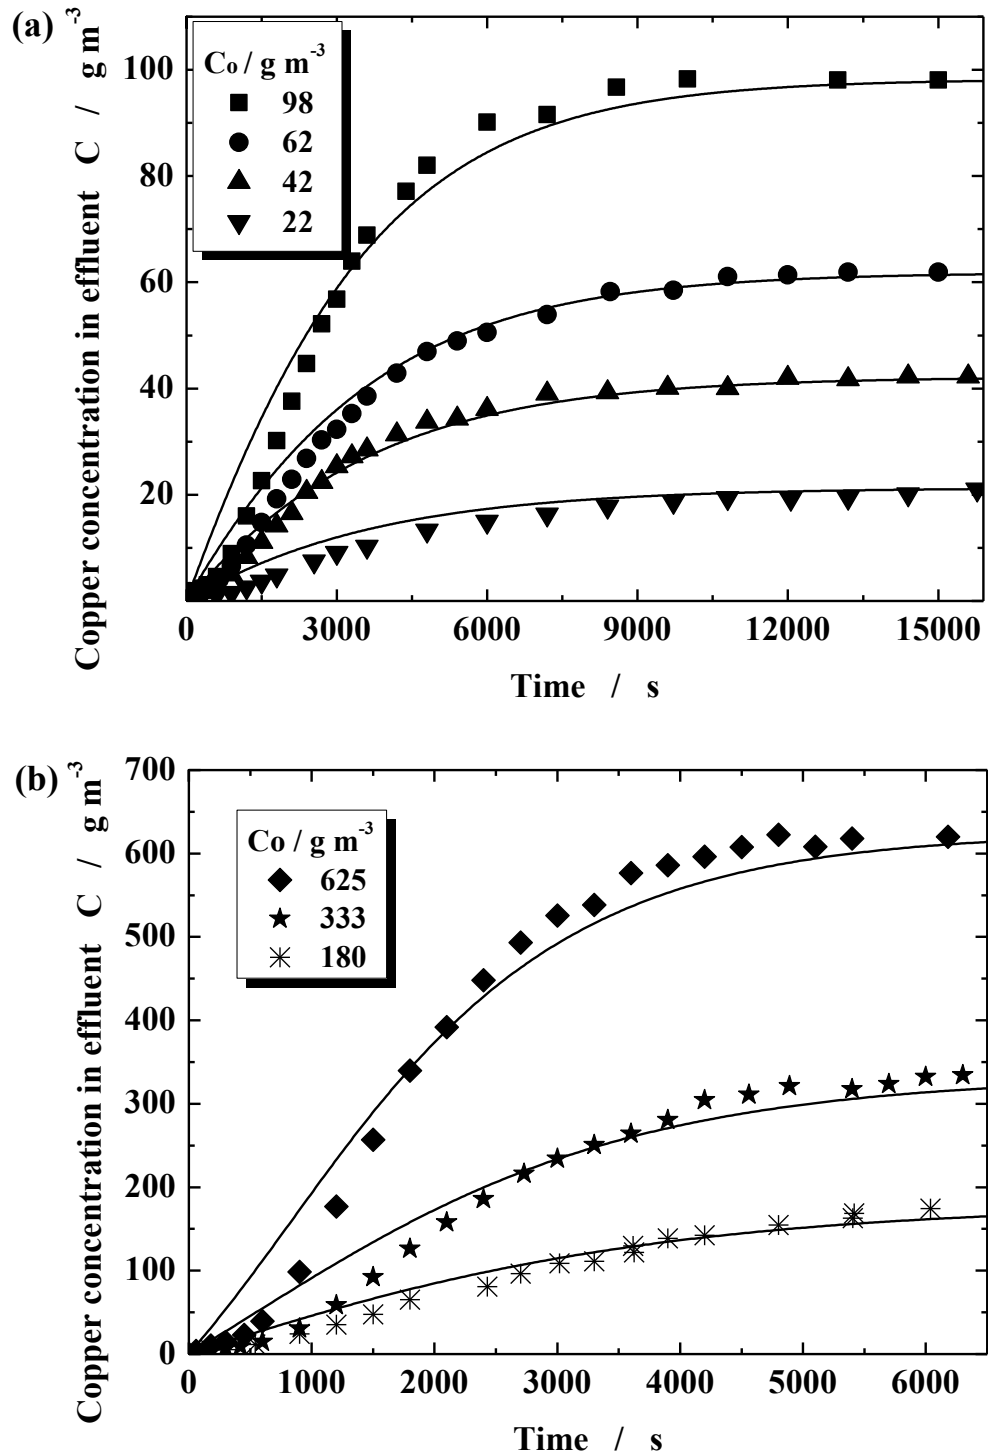 (a)
Copper concentration in effluent C / g m⁻³
Co / g m⁻³
98
62
42
22
100
80
60
40
20
0 3000 6000 9000 12000 15000
Time / s
(b)
Copper concentration in effluent C / g m⁻³
Co / g m⁻³
625
333
180
700
600
500
400
300
200
100
0
0 1000 2000 3000 4000 5000 6000
Time / s